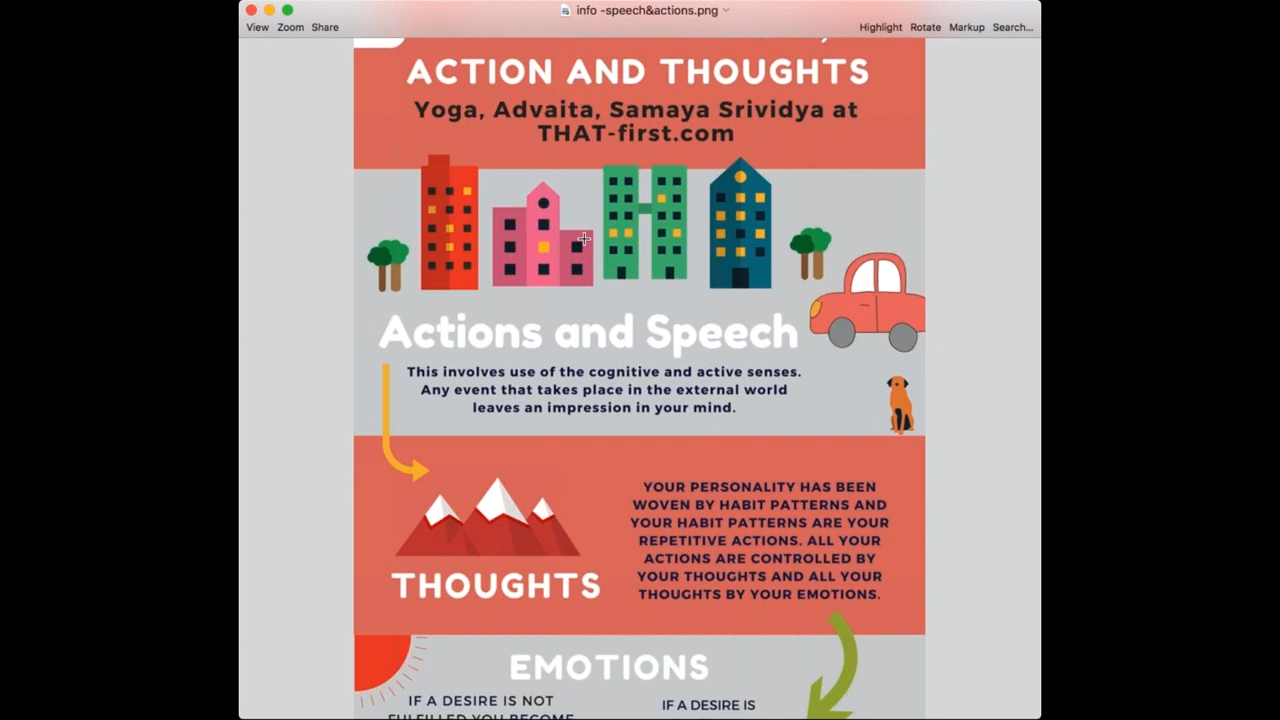 info -speech&actions.png
View Zoom Share Highlight Rotate Markup Search...
ACTION AND THOUGHTS
Yoga, Advaita, Samaya Srividya at
THAT-first.com
Actions and Speech
This involves use of the cognitive and active senses.
Any event that takes place in the external world
leaves an impression in your mind.
THOUGHTS
YOUR PERSONALITY HAS BEEN
WOVEN BY HABIT PATTERNS AND
YOUR HABIT PATTERNS ARE YOUR
REPETITIVE ACTIONS. ALL YOUR
ACTIONS ARE CONTROLLED BY
YOUR THOUGHTS AND ALL YOUR
THOUGHTS BY YOUR EMOTIONS.
EMOTIONS
IF A DESIRE IS NOT
FULFILLED YOU BECOME
IF A DESIRE IS